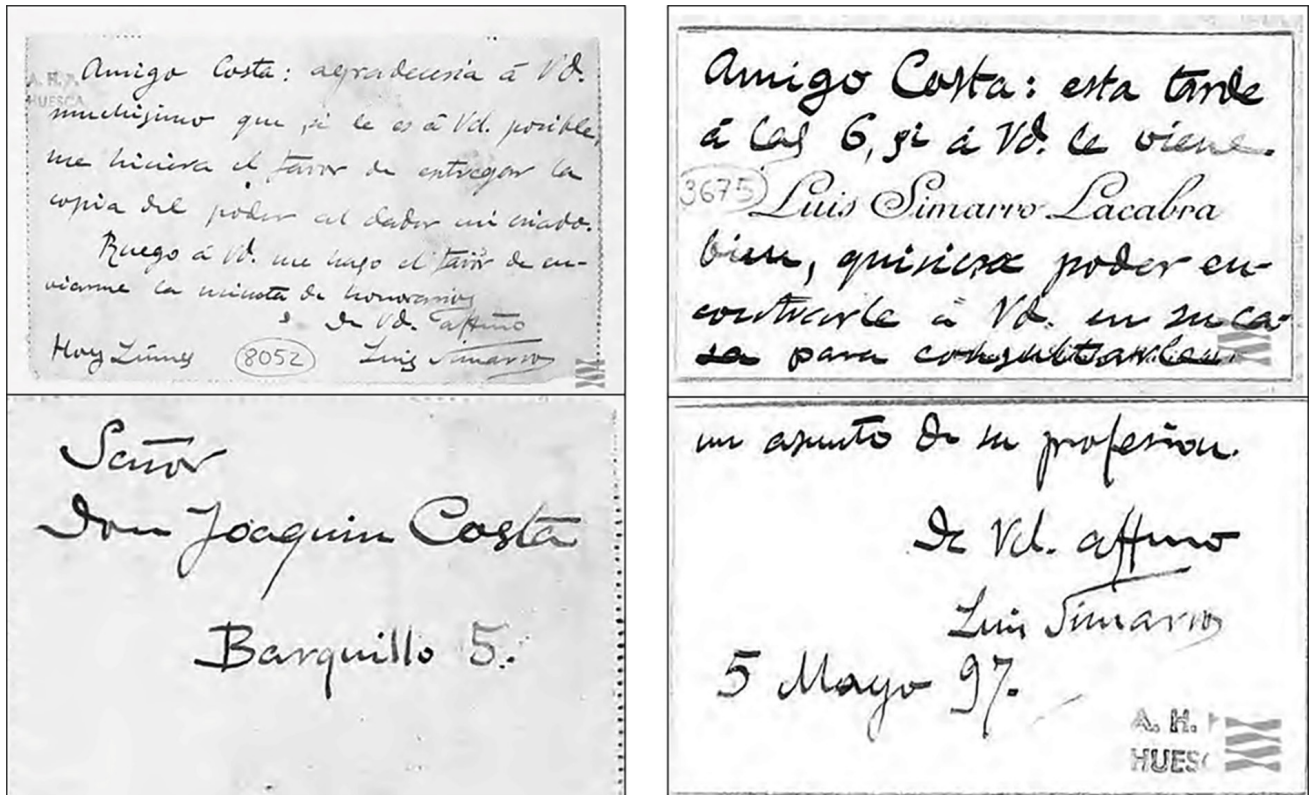 Amigo Costa: agradeceria á Vd.
A. H. P.
HUESCA
muchisimo que, si le es á Vd. posible,
me hiciera el favor de entregar la
copia del poder al dador mi criado.
Ruego á Vd. me haga el favor de en-
viarme la minuta de honorarios
de Vd. affmo
Hoy Lúnes
8052
Luis Simarro
Señor
Don Joaquin Costa
Barquillo 5.
Amigo Costa: esta tarde
á las 6, si á Vd. le viene
3675
Luis Simarro Lacabra
bien, quisiera poder en-
contrarle á Vd. en su ca-
sa para consultarle
un asunto de su profesion.
De Vd. affmo
Luis Simarro
5 Mayo 97.
A. H.
HUESC